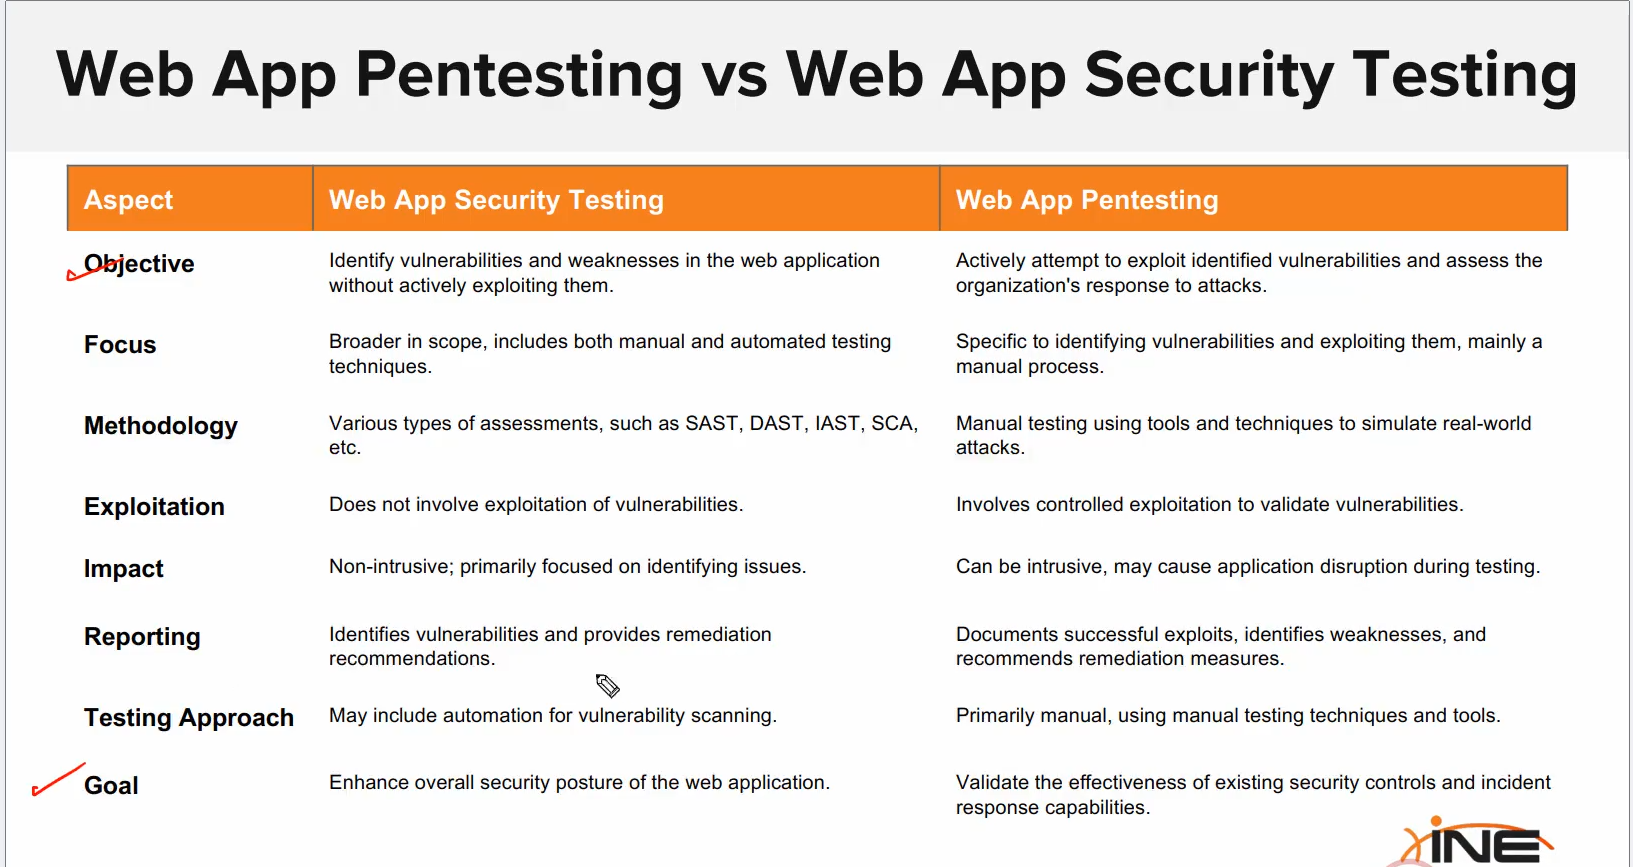 Web App Pentesting vs Web App Security Testing
Aspect
Web App Security Testing
Web App Pentesting
Objective
Identify vulnerabilities and weaknesses in the web application
without actively exploiting them.
Actively attempt to exploit identified vulnerabilities and assess the
organization's response to attacks.
Focus
Broader in scope, includes both manual and automated testing
techniques.
Specific to identifying vulnerabilities and exploiting them, mainly a
manual process.
Methodology
Various types of assessments, such as SAST, DAST, IAST, SCA,
etc.
Manual testing using tools and techniques to simulate real-world
attacks.
Exploitation
Does not involve exploitation of vulnerabilities.
Involves controlled exploitation to validate vulnerabilities.
Impact
Non-intrusive; primarily focused on identifying issues.
Can be intrusive, may cause application disruption during testing.
Reporting
Identifies vulnerabilities and provides remediation
recommendations.
Documents successful exploits, identifies weaknesses, and
recommends remediation measures.
Testing Approach
May include automation for vulnerability scanning.
Primarily manual, using manual testing techniques and tools.
Goal
Enhance overall security posture of the web application.
Validate the effectiveness of existing security controls and incident
response capabilities.
iNE